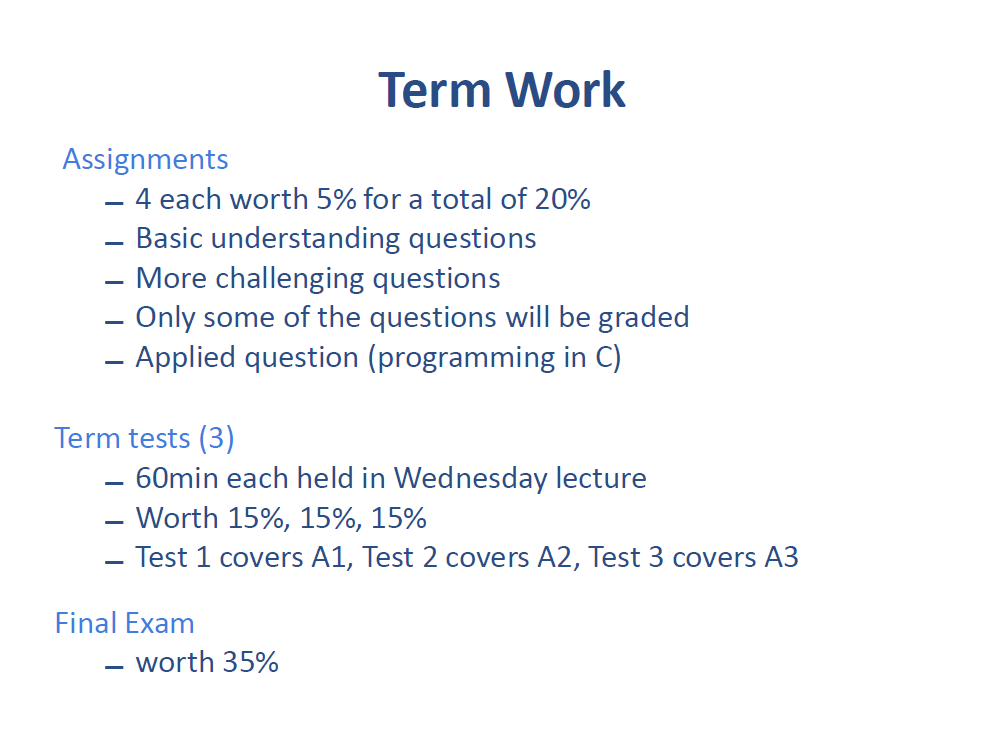 Term Work
Assignments
– 4 each worth 5% for a total of 20%
– Basic understanding questions
– More challenging questions
– Only some of the questions will be graded
– Applied question (programming in C)
Term tests (3)
– 60min each held in Wednesday lecture
– Worth 15%, 15%, 15%
– Test 1 covers A1, Test 2 covers A2, Test 3 covers A3
Final Exam
– worth 35%